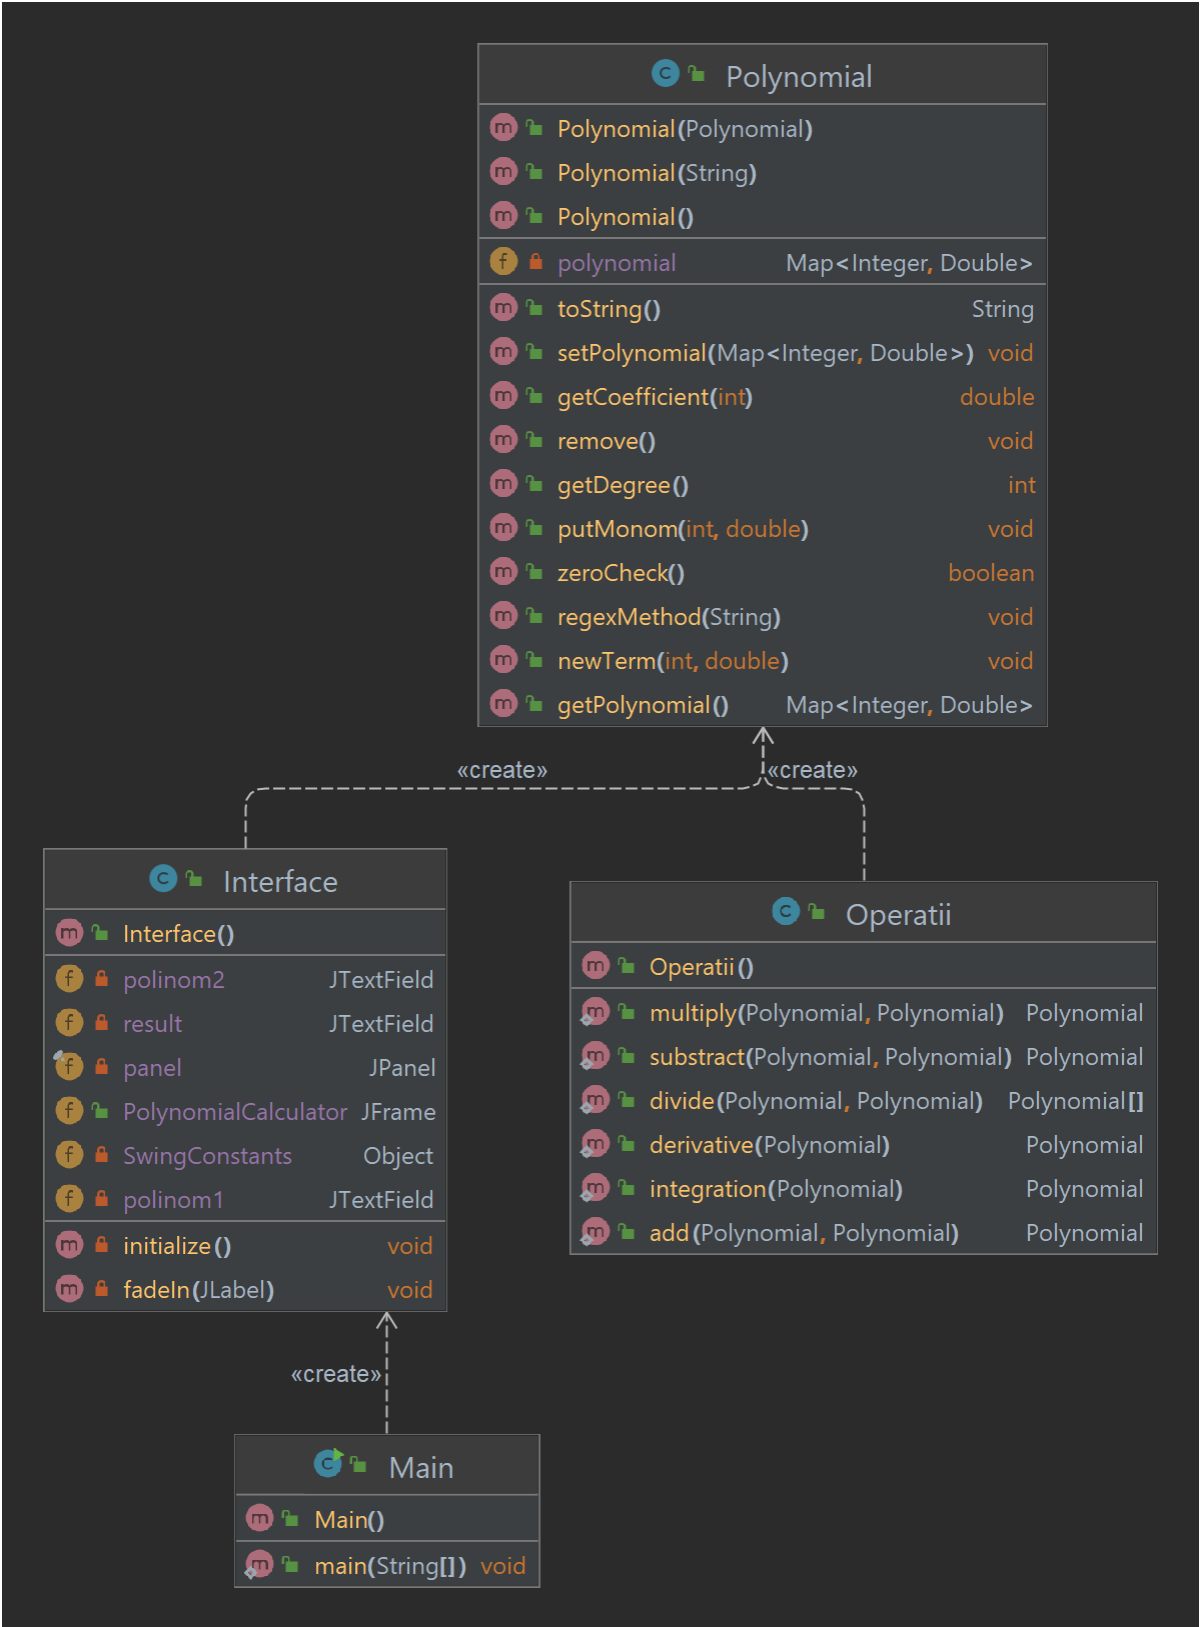 Polynomial
Polynomial(Polynomial)
Polynomial(String)
Polynomial()
polynomial Map<Integer, Double>
toString() String
setPolynomial(Map<Integer, Double>) void
getCoefficient(int) double
remove() void
getDegree() int
putMonom(int, double) void
zeroCheck() boolean
regexMethod(String) void
newTerm(int, double) void
getPolynomial() Map<Integer, Double>
«create» «create»
Interface
Interface()
polinom2 JTextField
result JTextField
panel JPanel
PolynomialCalculator JFrame
SwingConstants Object
polinom1 JTextField
initialize() void
fadeIn(JLabel) void
Operatii
Operatii()
multiply(Polynomial, Polynomial) Polynomial
substract(Polynomial, Polynomial) Polynomial
divide(Polynomial, Polynomial) Polynomial[]
derivative(Polynomial) Polynomial
integration(Polynomial) Polynomial
add(Polynomial, Polynomial) Polynomial
«create»
Main
Main()
main(String[]) void